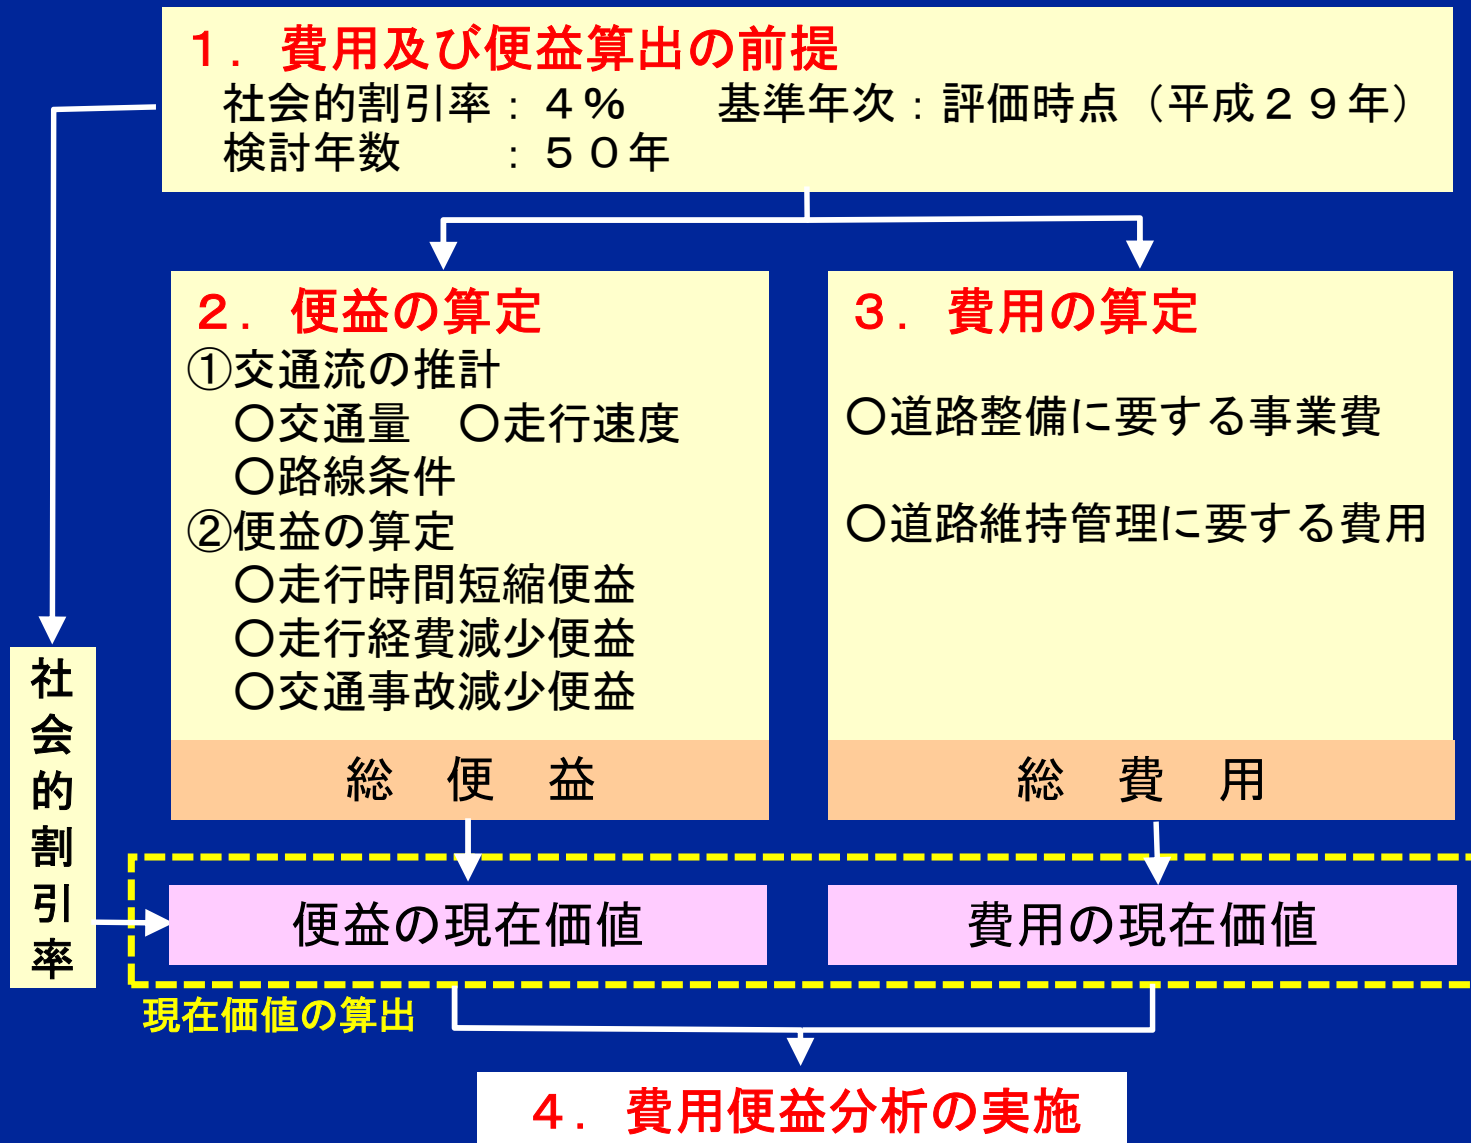 １．費用及び便益算出の前提
社会的割引率：４％　　基準年次：評価時点（平成２９年）
検討年数　　：５０年
２．便益の算定
①交通流の推計
○交通量　○走行速度
○路線条件
②便益の算定
○走行時間短縮便益
○走行経費減少便益
○交通事故減少便益
総　便　益
３．費用の算定
○道路整備に要する事業費
○道路維持管理に要する費用
総　費　用
社会的割引率
便益の現在価値
費用の現在価値
現在価値の算出
４．費用便益分析の実施